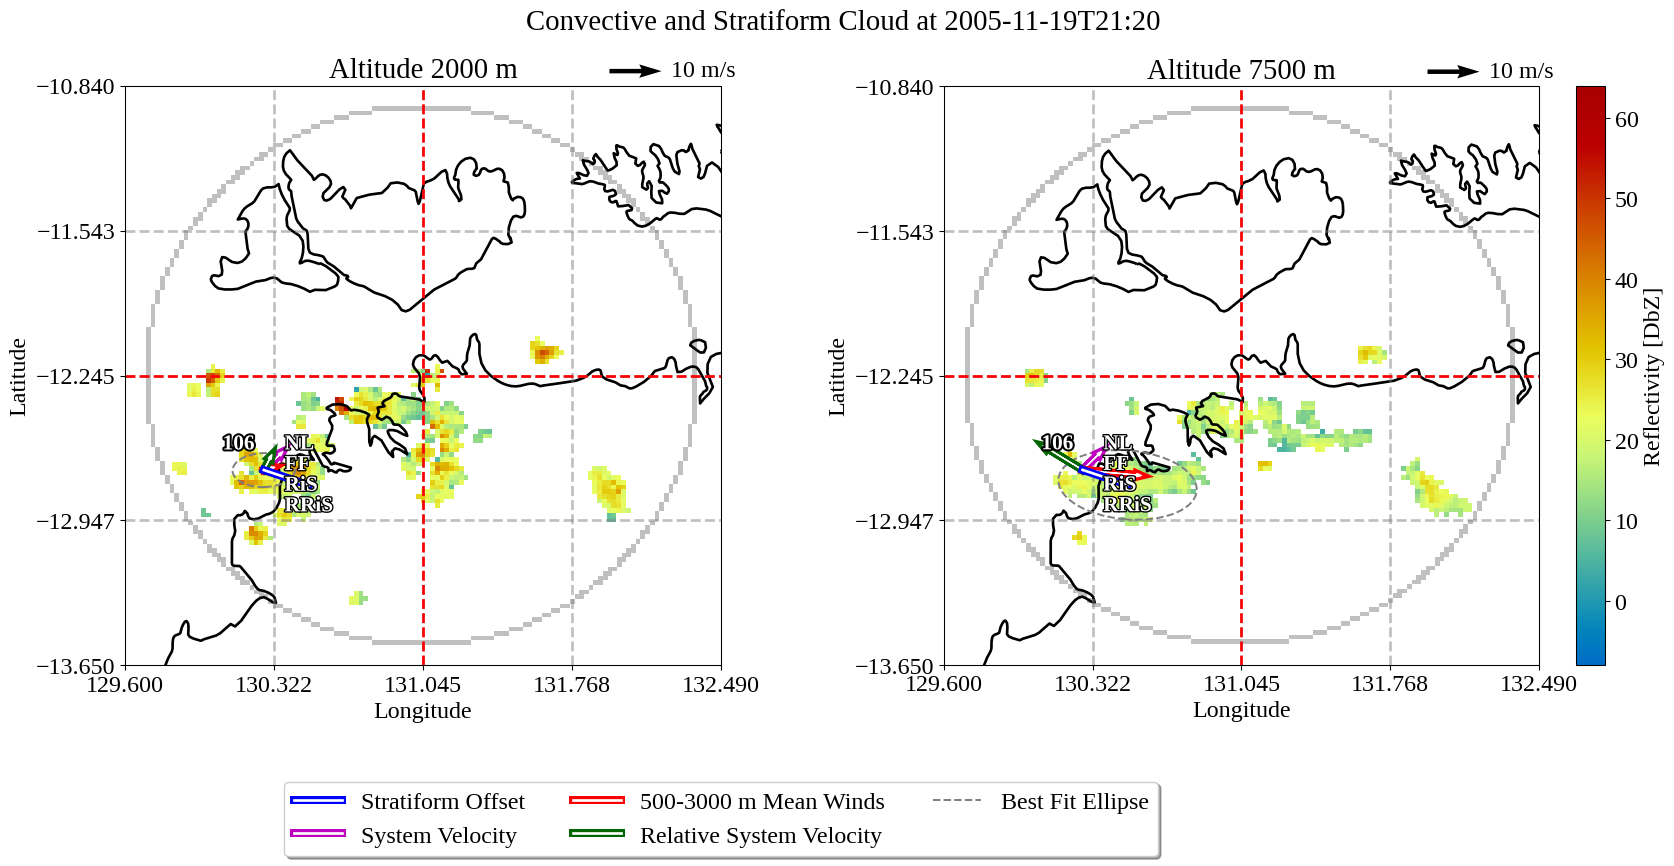 Convective and Stratiform Cloud at 2005-11-19T21:20
Altitude 2000 m
10 m/s
Altitude 7500 m
10 m/s
−10.840
−11.543
−12.245
−12.947
−13.650
129.600
130.322
131.045
131.768
132.490
Latitude
Longitude
106
NL
FF
RiS
RRiS
−10.840
−11.543
−12.245
−12.947
−13.650
129.600
130.322
131.045
131.768
132.490
Latitude
Longitude
106
NL
FF
RiS
RRiS
60
50
40
30
20
10
0
Reflectivity [DbZ]
Stratiform Offset
System Velocity
500-3000 m Mean Winds
Relative System Velocity
Best Fit Ellipse